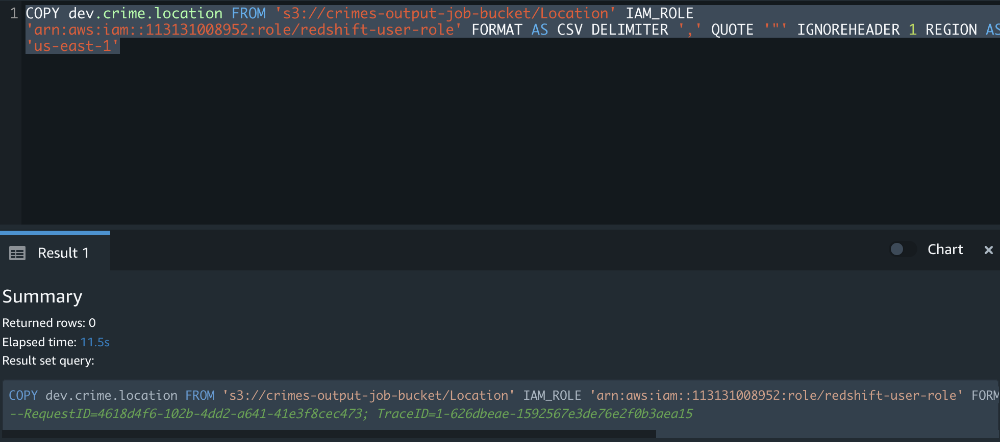 1 COPY dev.crime.location FROM 's3://crimes-output-job-bucket/Location' IAM_ROLE
'arn:aws:iam::113131008952:role/redshift-user-role' FORMAT AS CSV DELIMITER ',' QUOTE '"' IGNOREHEADER 1 REGION AS
'us-east-1'
Result 1
Chart ×
Summary
Returned rows: 0
Elapsed time: 11.5s
Result set query:
COPY dev.crime.location FROM 's3://crimes-output-job-bucket/Location' IAM_ROLE 'arn:aws:iam::113131008952:role/redshift-user-role' FORM
--RequestID=4618d4f6-102b-4dd2-a641-41e3f8cec473; TraceID=1-626dbeae-1592567e3de76e2f0b3aea15